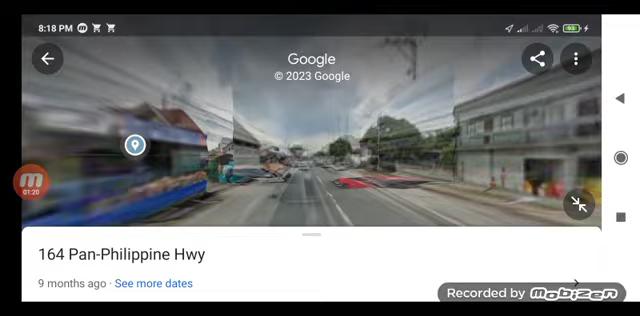 8:18 PM
93
Google
© 2023 Google
01:20
164 Pan-Philippine Hwy
9 months ago · See more dates
Recorded by Mobizen